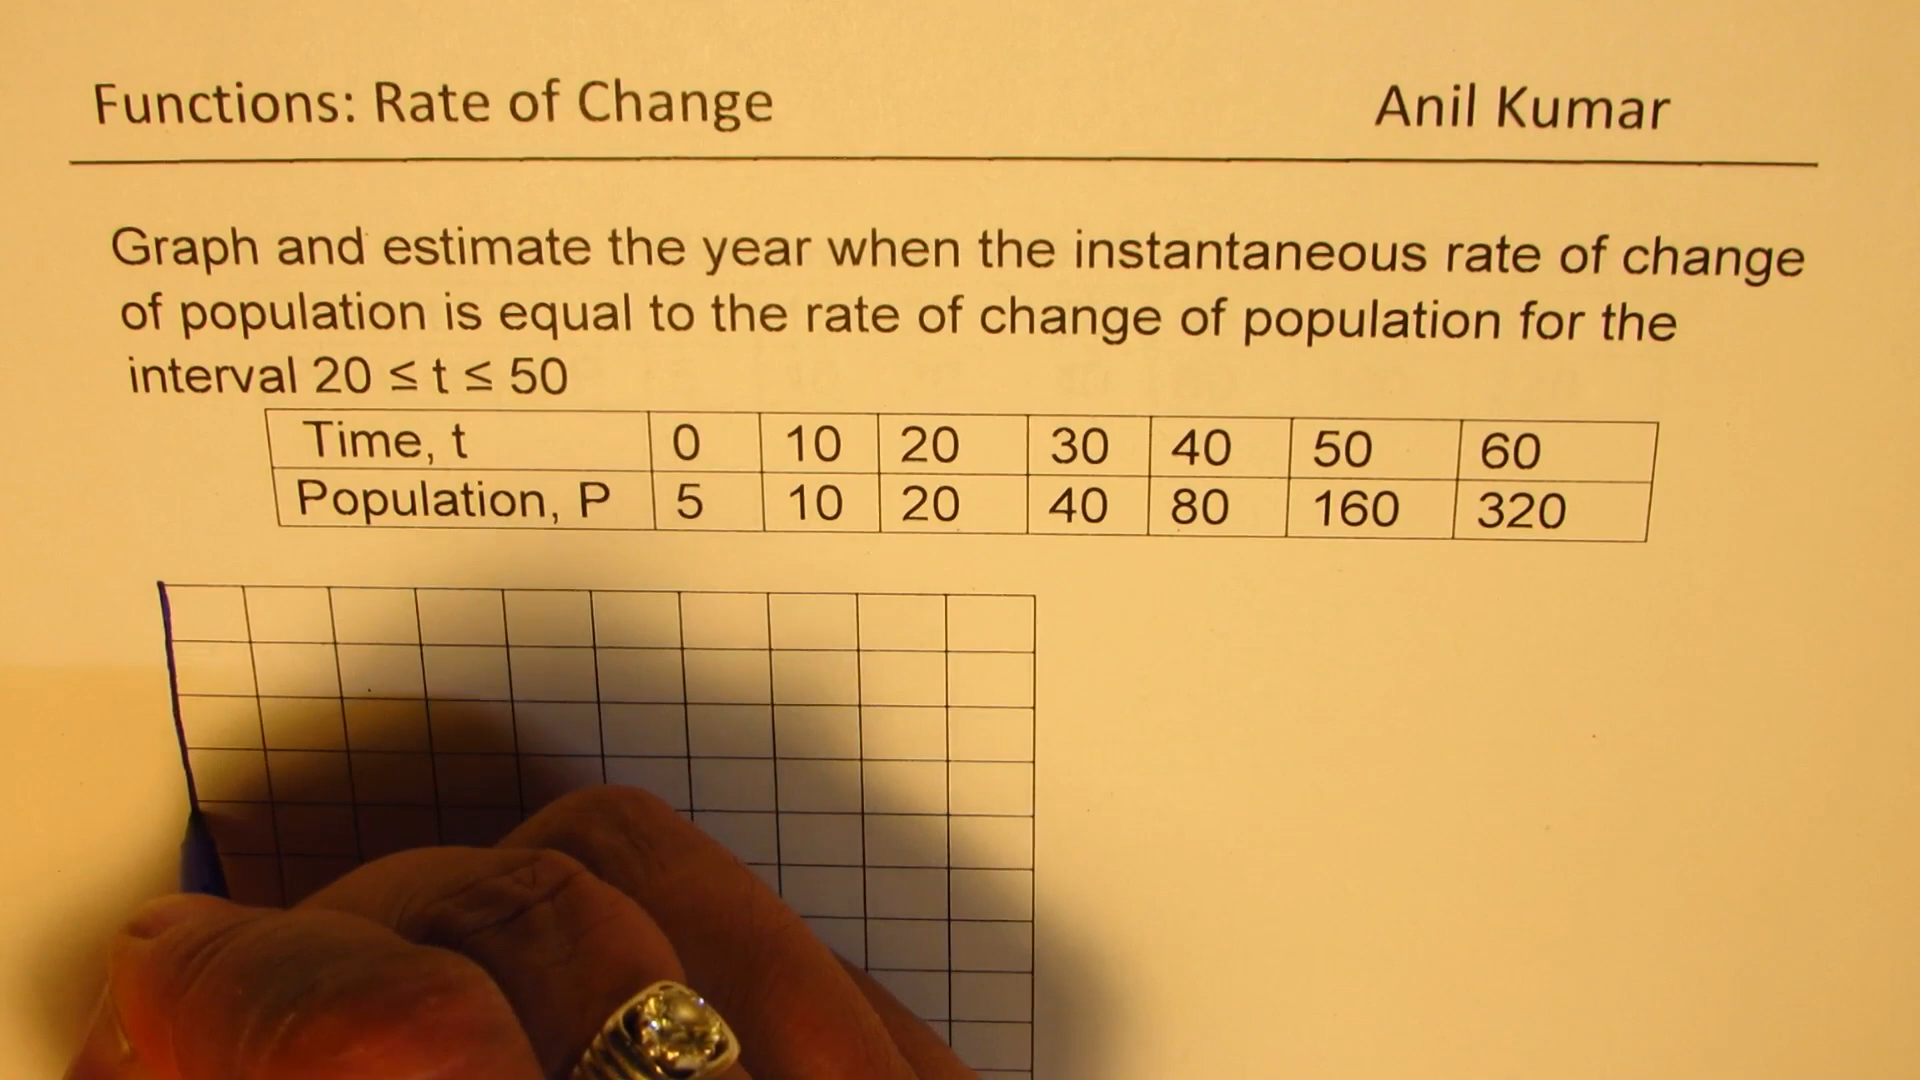 Functions: Rate of Change Anil Kumar
Graph and estimate the year when the instantaneous rate of change
of population is equal to the rate of change of population for the
interval 20 ≤ t ≤ 50
Time, t 0 10 20 30 40 50 60
Population, P 5 10 20 40 80 160 320